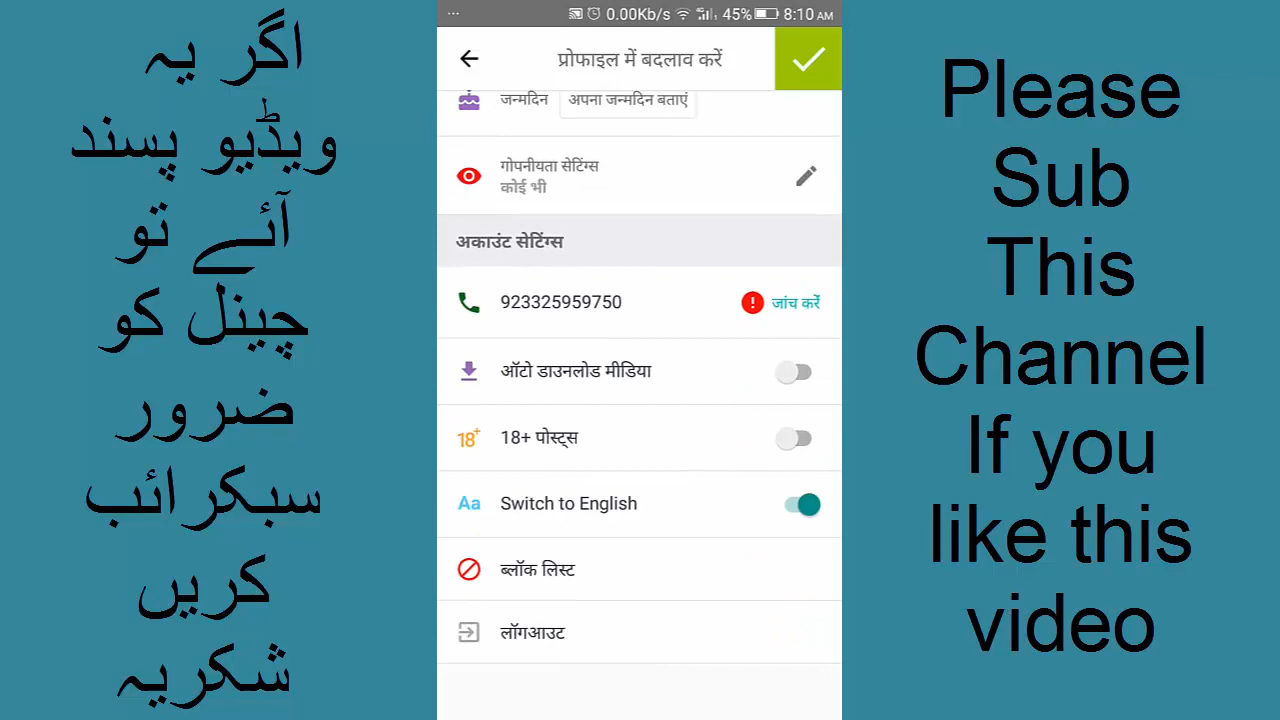 اگر یہ
ویڈیو پسند
آئے تو
چینل کو
ضرور
سبکرائب
کریں
شکریہ
... 0.00Kb/s 4G 45% 8:10 AM
प्रोफाइल में बदलाव करें
जन्मदिन अपना जन्मदिन बताएं
गोपनीयता सेटिंग्स
कोई भी
अकाउंट सेटिंग्स
923325959750 जांच करें
ऑटो डाउनलोड मीडिया
18+ 18+ पोस्ट्स
Aa Switch to English
ब्लॉक लिस्ट
लॉगआउट
Please
Sub
This
Channel
If you
like this
video